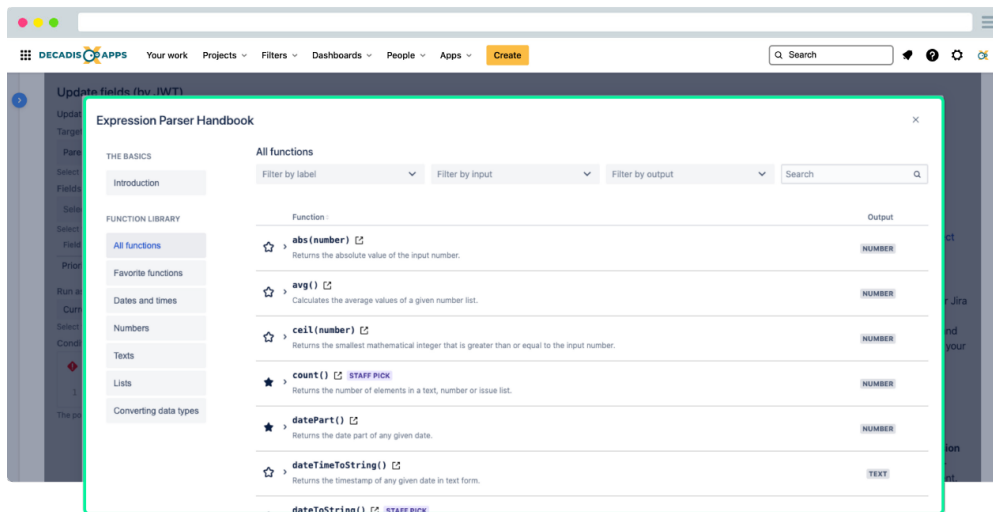 DECADIS APPS Your work Projects Filters Dashboards People Apps Create Search
Update fields (by JWT)
Expression Parser Handbook
THE BASICS
Introduction
FUNCTION LIBRARY
All functions
Favorite functions
Dates and times
Numbers
Texts
Lists
Converting data types
All functions
Filter by label Filter by input Filter by output Search
Function Output
abs(number) NUMBER
Returns the absolute value of the input number.
avg() NUMBER
Calculates the average values of a given number list.
ceil(number) NUMBER
Returns the smallest mathematical integer that is greater than or equal to the input number.
count() STAFF PICK NUMBER
Returns the number of elements in a text, number or issue list.
datePart() NUMBER
Returns the date part of any given date.
dateTimeToString() TEXT
Returns the timestamp of any given date in text form.
dateToString() STAFF PICK